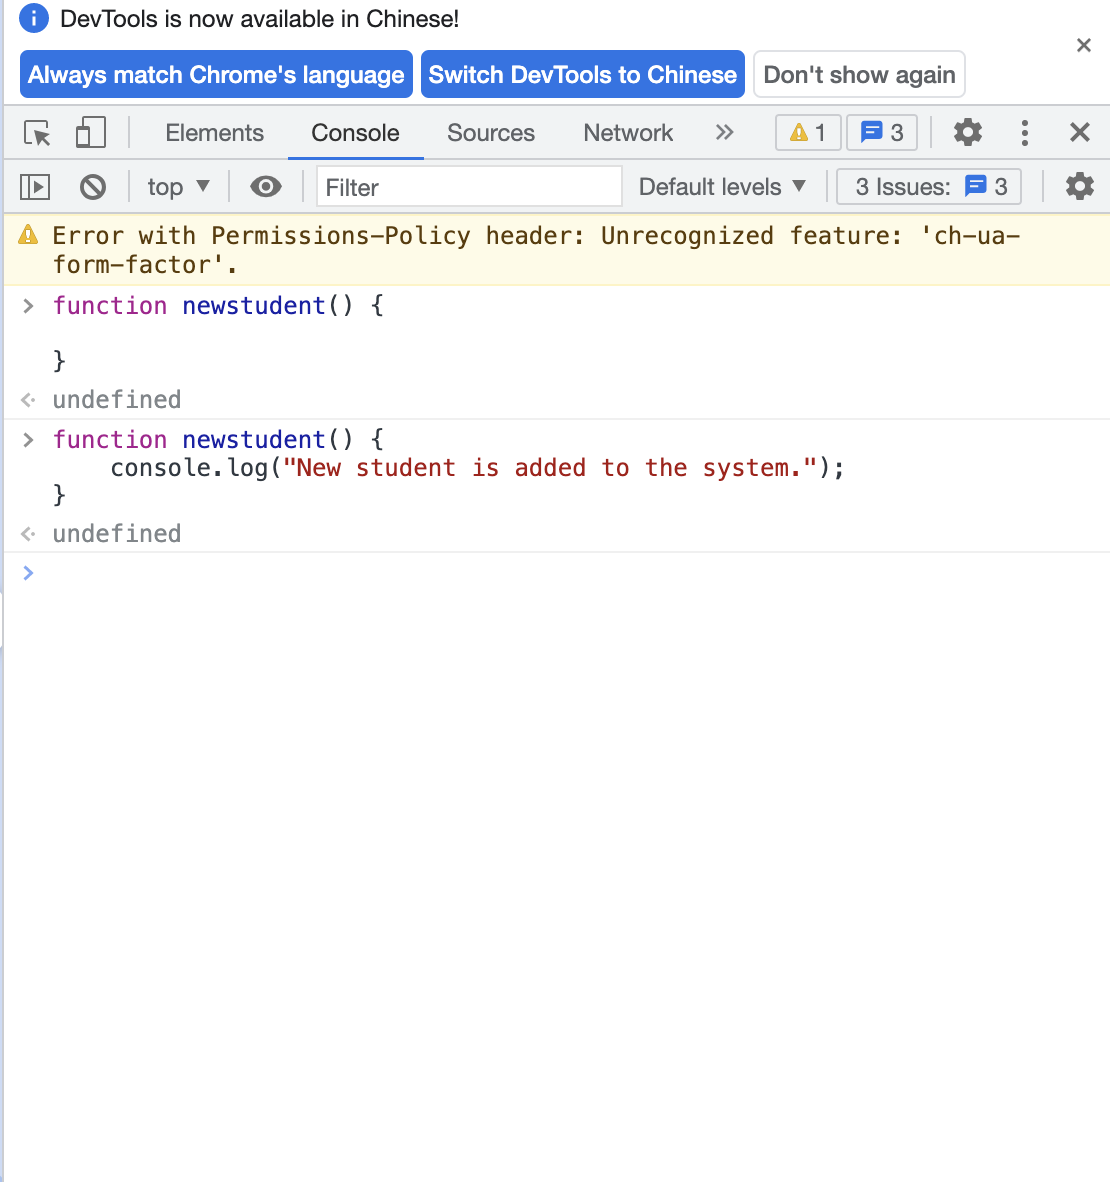 DevTools is now available in Chinese!
Always match Chrome's language Switch DevTools to Chinese Don't show again
Elements Console Sources Network 1 3
top Filter Default levels 3 Issues: 3
Error with Permissions-Policy header: Unrecognized feature: 'ch-ua-
form-factor'.
function newstudent() {
}
undefined
function newstudent() {
console.log("New student is added to the system.");
}
undefined